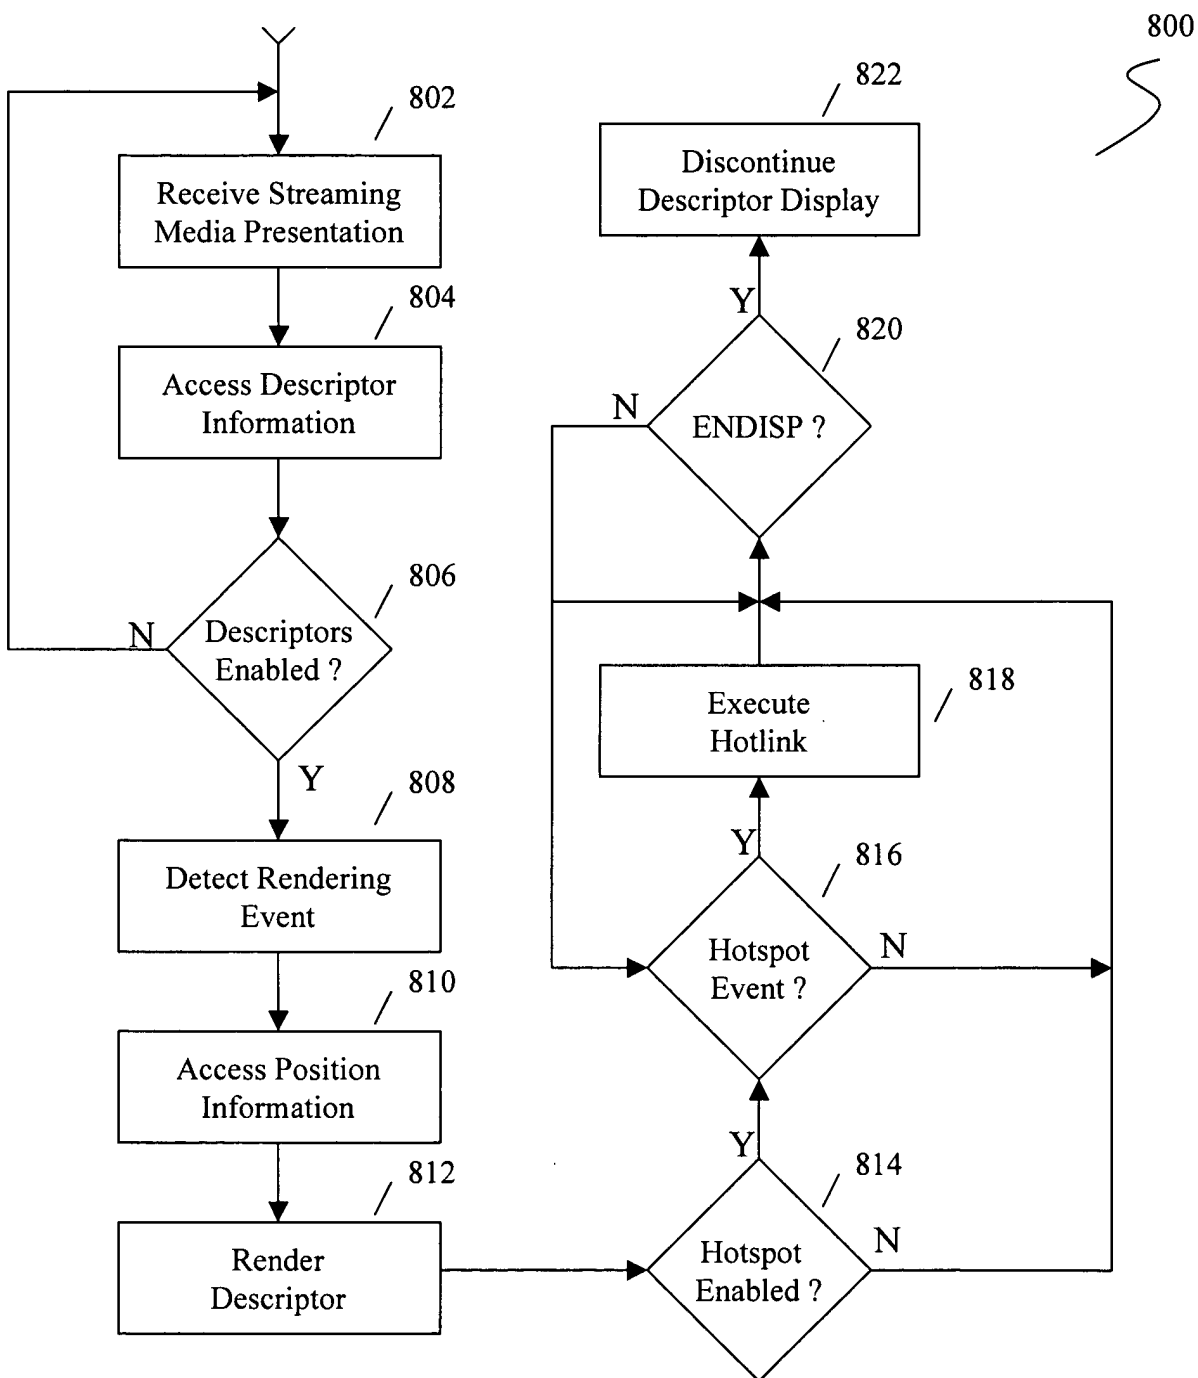 800
802
Receive Streaming
Media Presentation
804
Access Descriptor
Information
806
Descriptors
Enabled ?
N
Y
808
Detect Rendering
Event
810
Access Position
Information
812
Render
Descriptor
822
Discontinue
Descriptor Display
Y
820
N
ENDISP ?
818
Execute
Hotlink
Y
816
N
Hotspot
Event ?
Y
814
N
Hotspot
Enabled ?